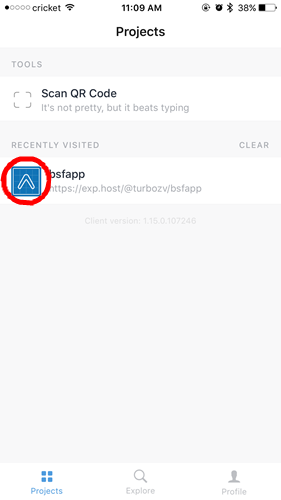 cricket 11:09 AM 38%
Projects
TOOLS
Scan QR Code
It's not pretty, but it beats typing
RECENTLY VISITED CLEAR
bsfapp
https://exp.host/@turbozv/bsfapp
Client version: 1.15.0.107246
Projects Explore Profile